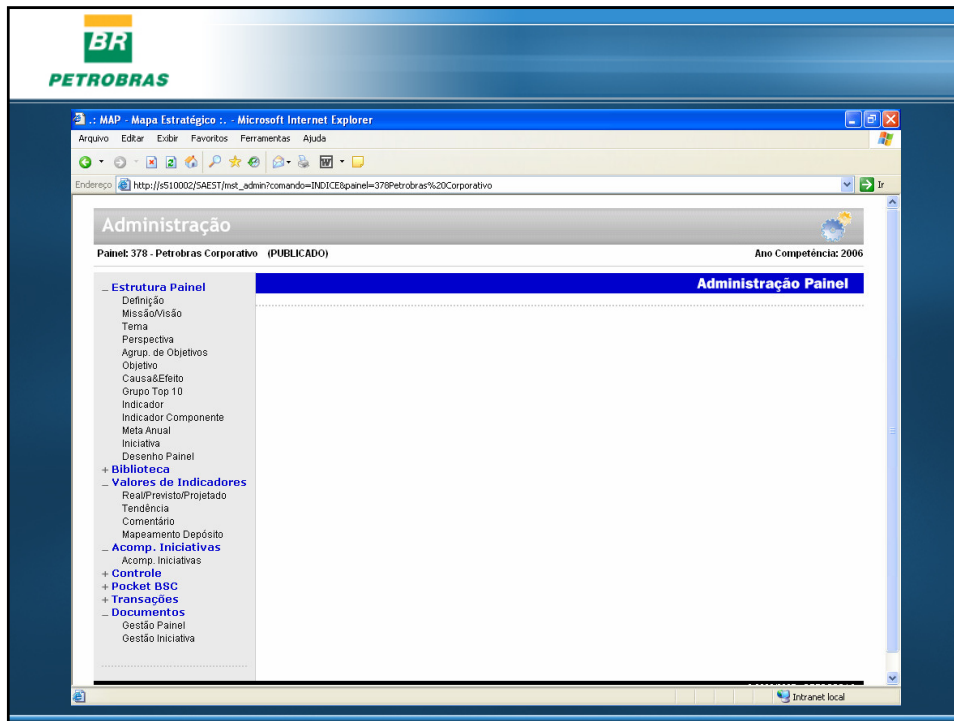 BR
PETROBRAS
.: MAP - Mapa Estratégico :. - Microsoft Internet Explorer
Arquivo Editar Exibir Favoritos Ferramentas Ajuda
Endereço http://s510002/SAEST/mst_admin?comando=INDICE&painel=378Petrobras%20Corporativo Ir
Administração
Painel: 378 - Petrobras Corporativo (PUBLICADO) Ano Competência: 2006
Administração Painel
_ Estrutura Painel
Definição
Missão/Visão
Tema
Perspectiva
Agrup. de Objetivos
Objetivo
Causa&Efeito
Grupo Top 10
Indicador
Indicador Componente
Meta Anual
Iniciativa
Desenho Painel
+ Biblioteca
_ Valores de Indicadores
Real/Previsto/Projetado
Tendência
Comentário
Mapeamento Depósito
_ Acomp. Iniciativas
Acomp. Iniciativas
+ Controle
+ Pocket BSC
+ Transações
_ Documentos
Gestão Painel
Gestão Iniciativa
Intranet local